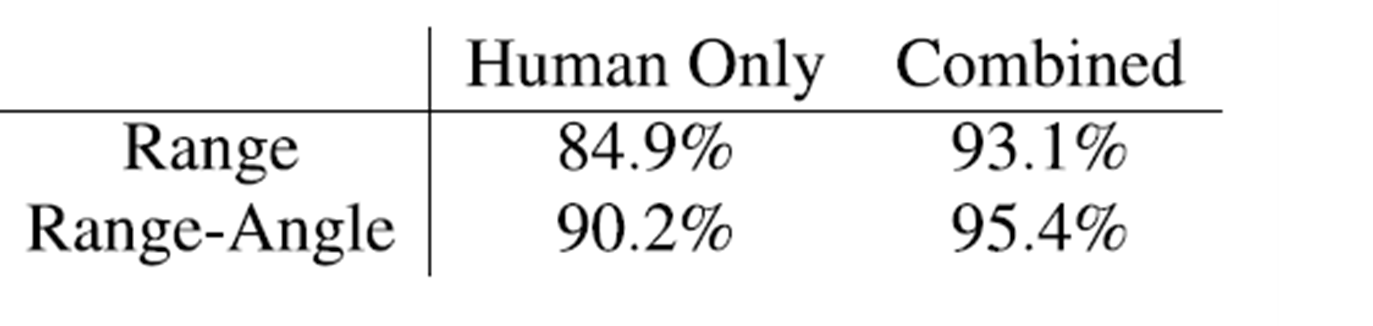 Human Only Combined
Range 84.9% 93.1%
Range-Angle 90.2% 95.4%